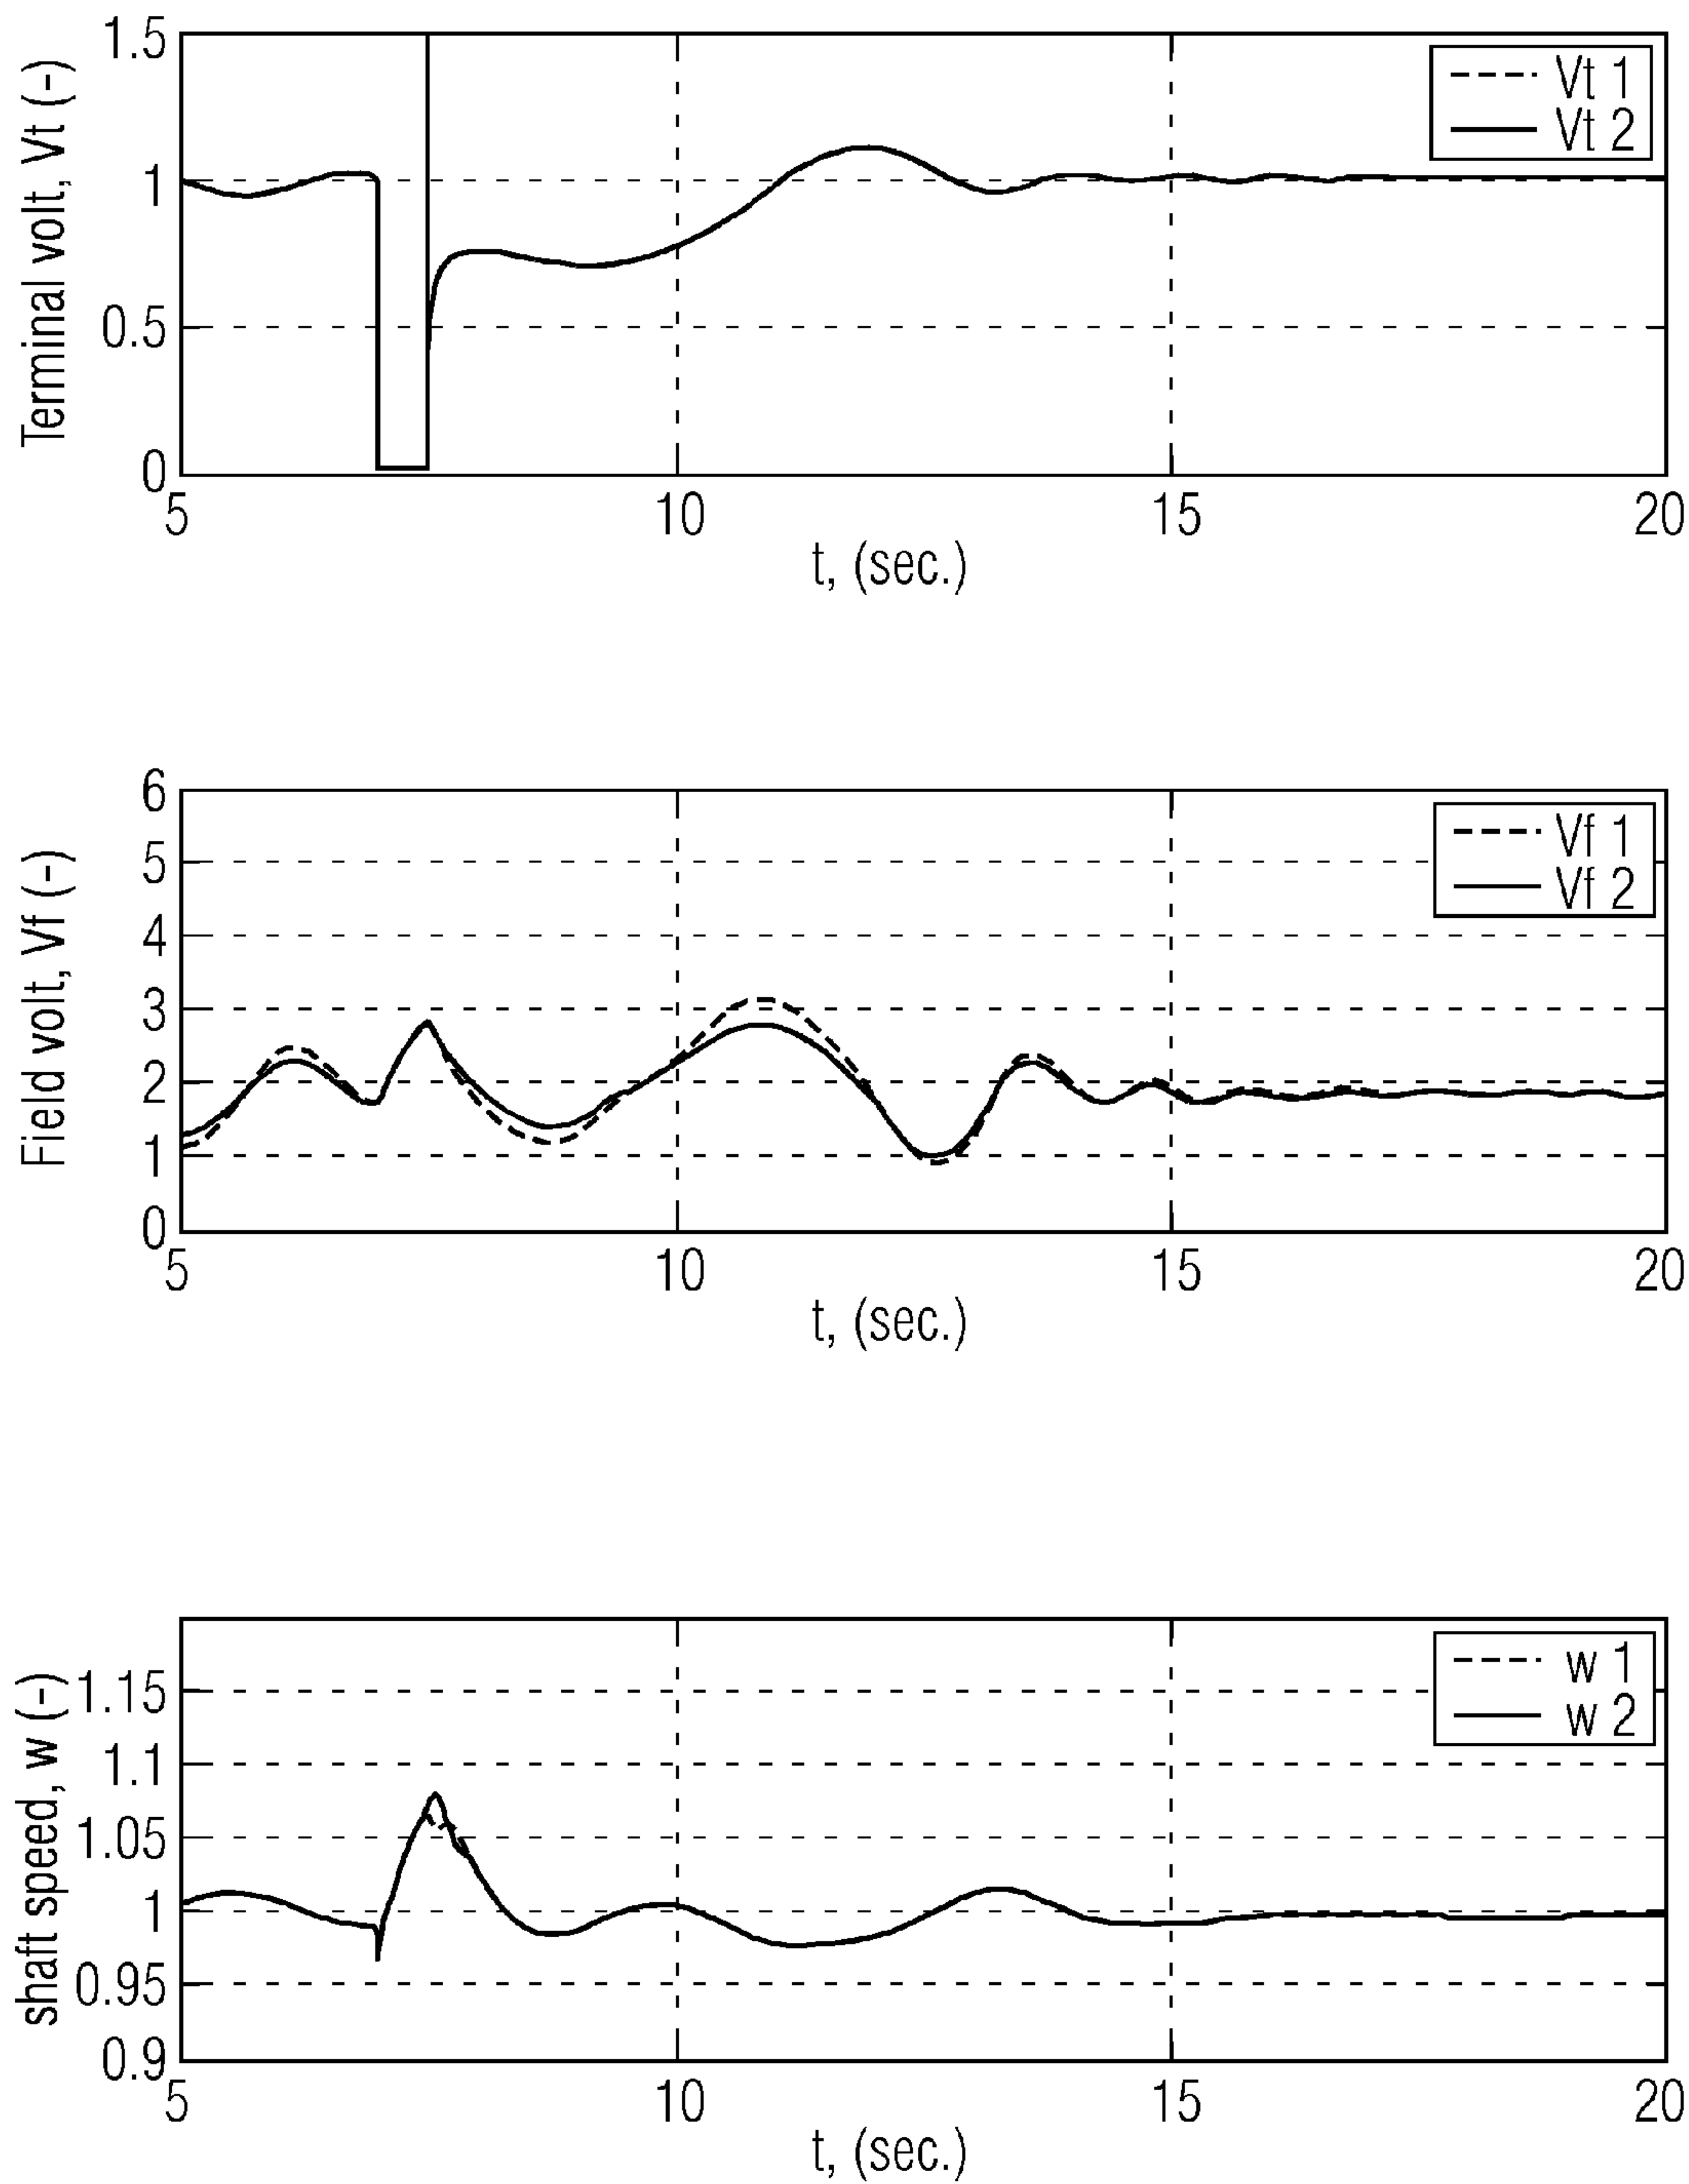 Terminal volt, Vt (-)
1.5
1
0.5
0
Vt 1
Vt 2
5 10 15 20
t, (sec.)
Field volt, Vf (-)
6
5
4
3
2
1
0
Vf 1
Vf 2
5 10 15 20
t, (sec.)
shaft speed, w (-)
1.15
1.1
1.05
1
0.95
0.9
w 1
w 2
5 10 15 20
t, (sec.)